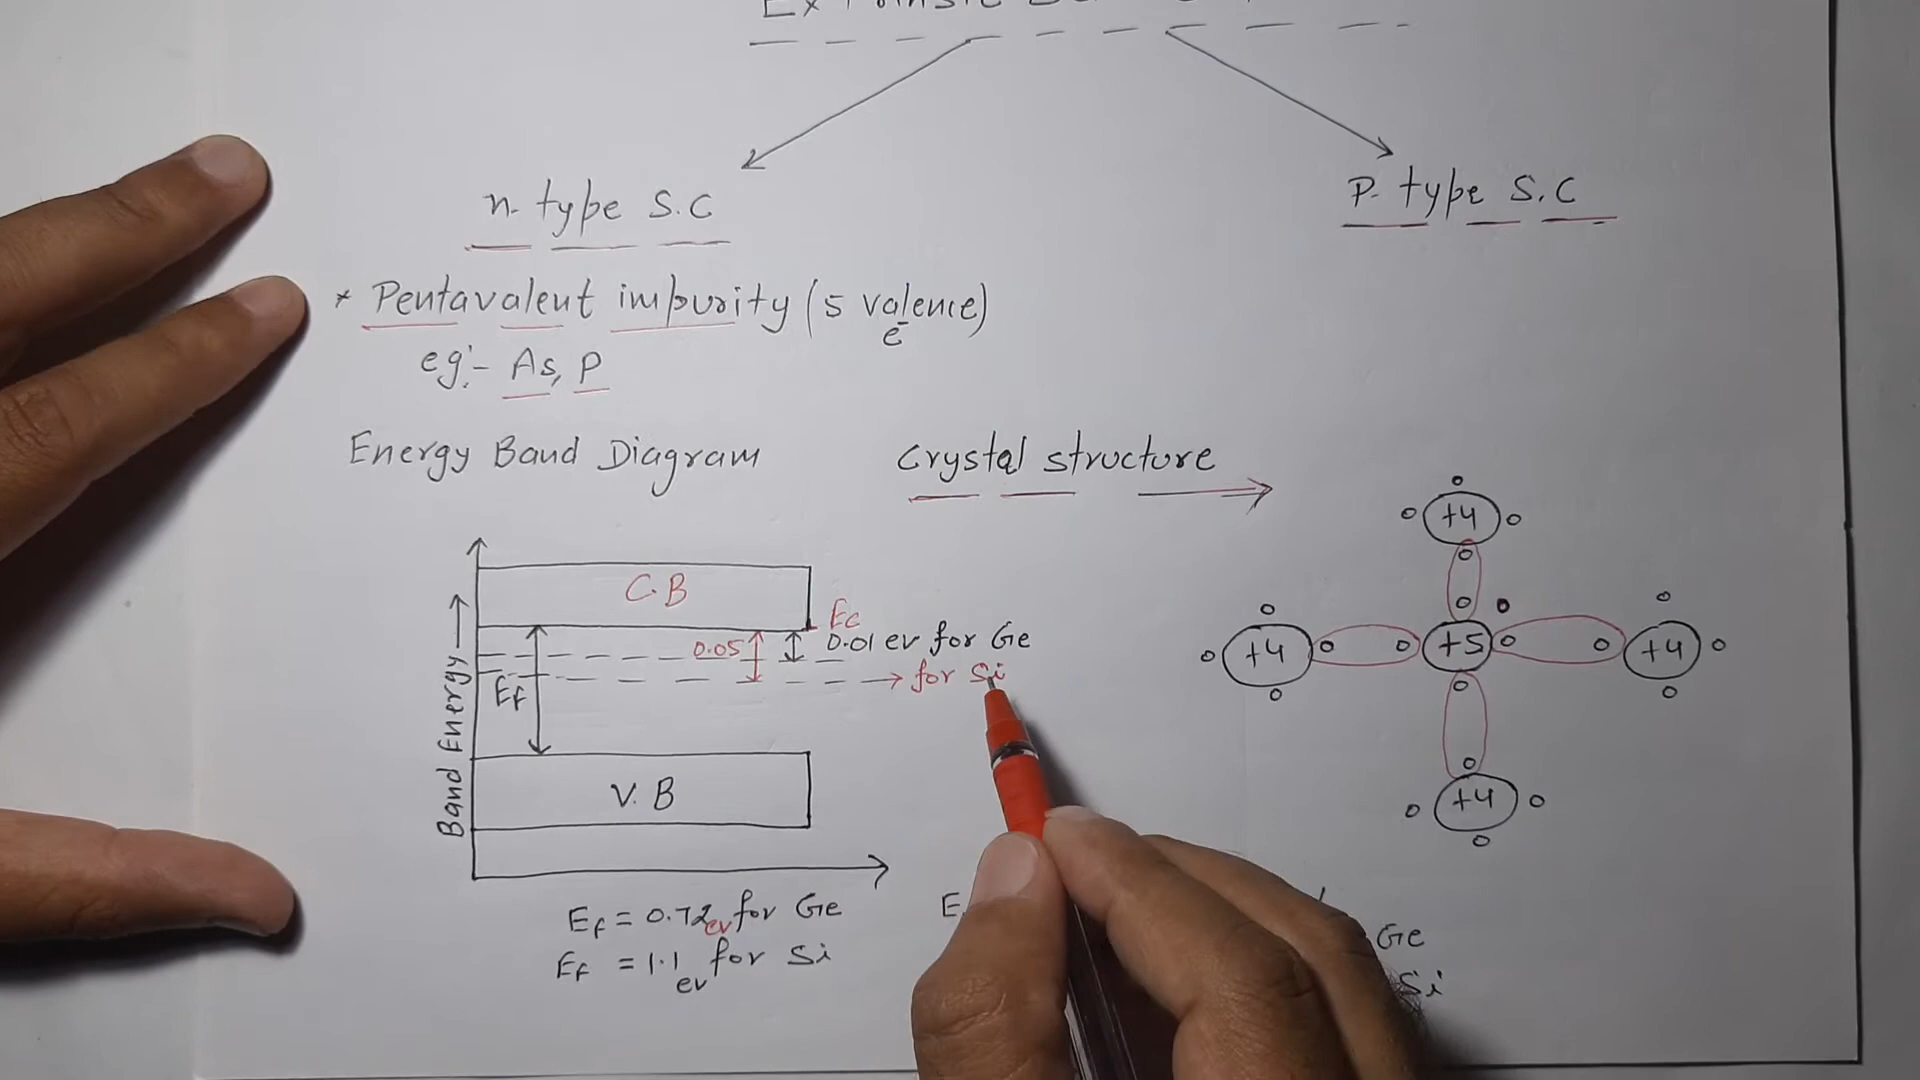 n-type S.C
P-type S.C
* Pentavalent impurity (5 valence)
e⁻
eg:- As, P
Energy Band Diagram
Crystal structure
C.B
Ec
0.05
0.01 ev for Ge
for Si
Ef
V.B
Band Energy
Ef = 0.72 ev for Ge
Ef = 1.1 ev for Si
E
Ge
Si
+4
+4
+5
+4
+4